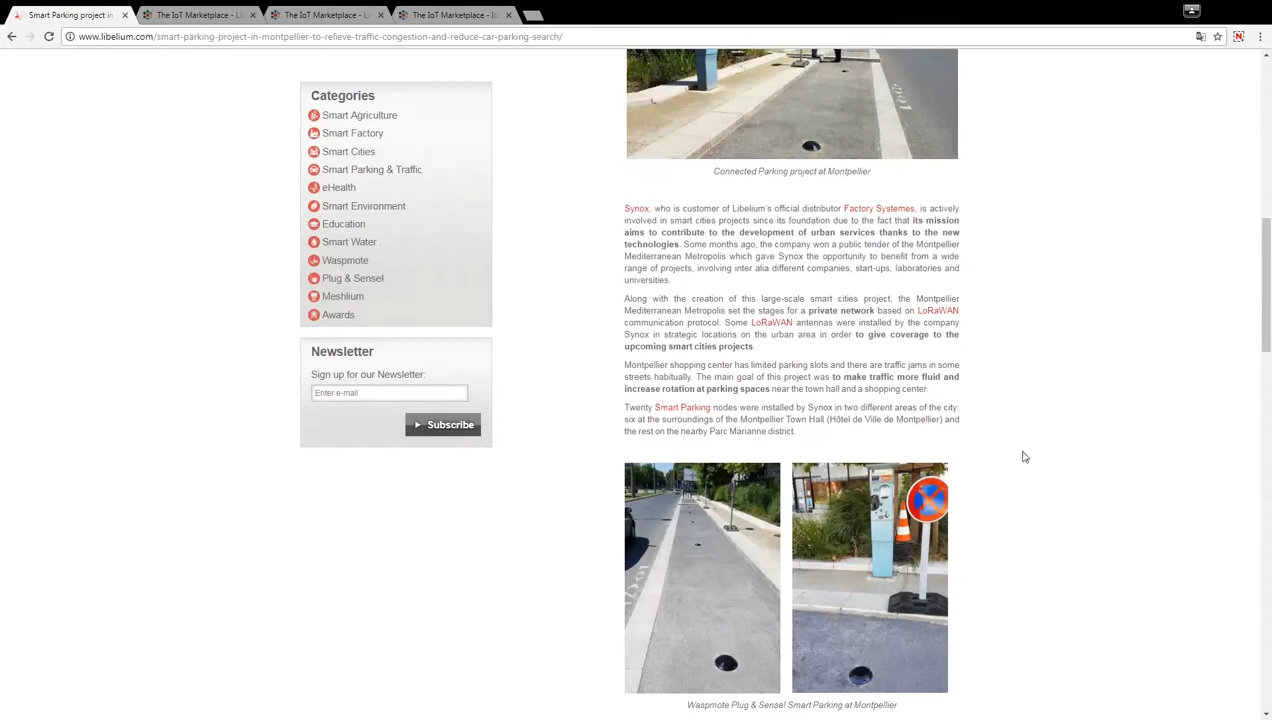 Smart Parking project in
The IoT Marketplace - Li
The IoT Marketplace - L
The IoT Marketplace - I
www.libelium.com/smart-parking-project-in-montpellier-to-relieve-traffic-congestion-and-reduce-car-parking-search/
Categories
Smart Agriculture
Smart Factory
Smart Cities
Smart Parking & Traffic
eHealth
Smart Environment
Education
Smart Water
Waspmote
Plug & Sense!
Meshlium
Awards
Newsletter
Sign up for our Newsletter:
Enter e-mail
Subscribe
Connected Parking project at Montpellier
Synox, who is customer of Libelium's official distributor Factory Systemes, is actively
involved in smart cities projects since its foundation due to the fact that its mission
aims to contribute to the development of urban services thanks to the new
technologies. Some months ago, the company won a public tender of the Montpellier
Mediterranean Metropolis which gave Synox the opportunity to benefit from a wide
range of projects, involving inter alia different companies, start-ups, laboratories and
universities.
Along with the creation of this large-scale smart cities project, the Montpellier
Mediterranean Metropolis set the stages for a private network based on LoRaWAN
communication protocol. Some LoRaWAN antennas were installed by the company
Synox in strategic locations on the urban area in order to give coverage to the
upcoming smart cities projects.
Montpellier shopping center has limited parking slots and there are traffic jams in some
streets habitually. The main goal of this project was to make traffic more fluid and
increase rotation at parking spaces near the town hall and a shopping center.
Twenty Smart Parking nodes were installed by Synox in two different areas of the city:
six at the surroundings of the Montpellier Town Hall (Hôtel de Ville de Montpellier) and
the rest on the nearby Parc Marianne district.
Waspmote Plug & Sense! Smart Parking at Montpellier